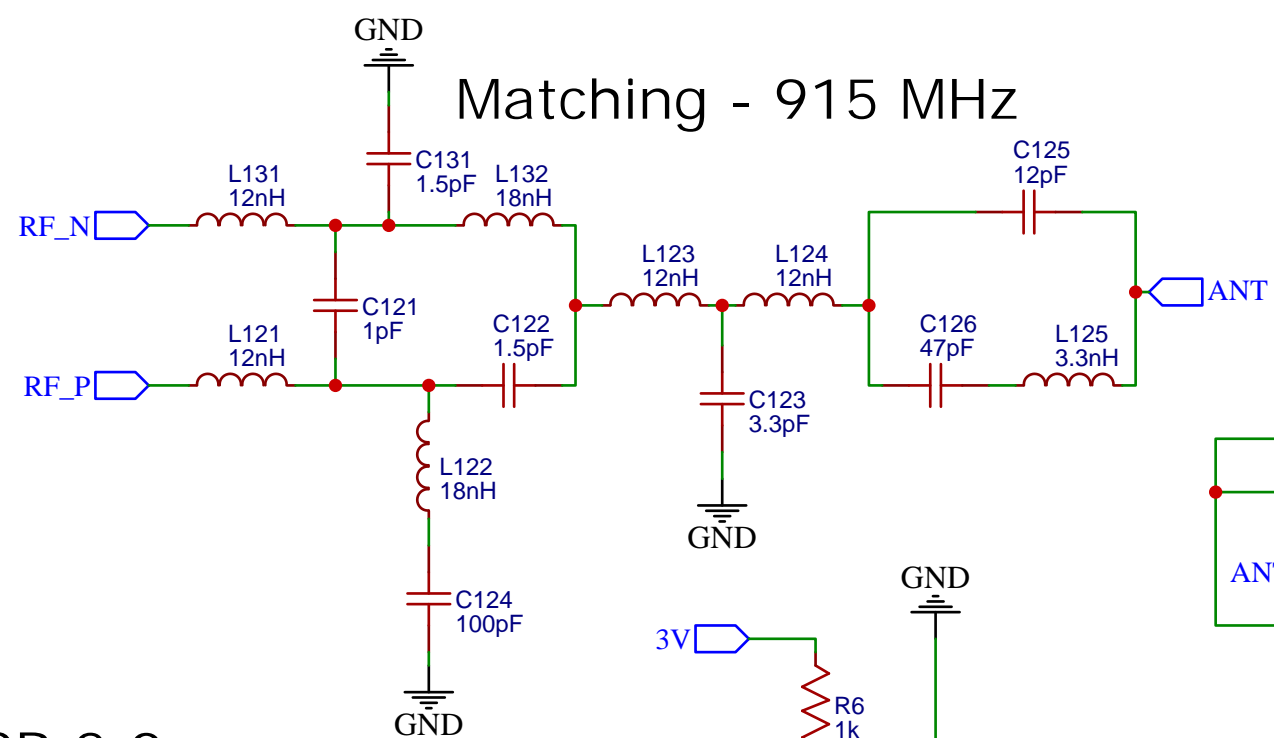 GND
Matching - 915 MHz
C131
1.5pF
L131
12nH
L132
18nH
C125
12pF
RF_N
L123
12nH
L124
12nH
ANT
C121
1pF
L121
12nH
C122
1.5pF
C126
47pF
L125
3.3nH
RF_P
C123
3.3pF
L122
18nH
GND
GND
C124
100pF
3V
R6
1k
GND